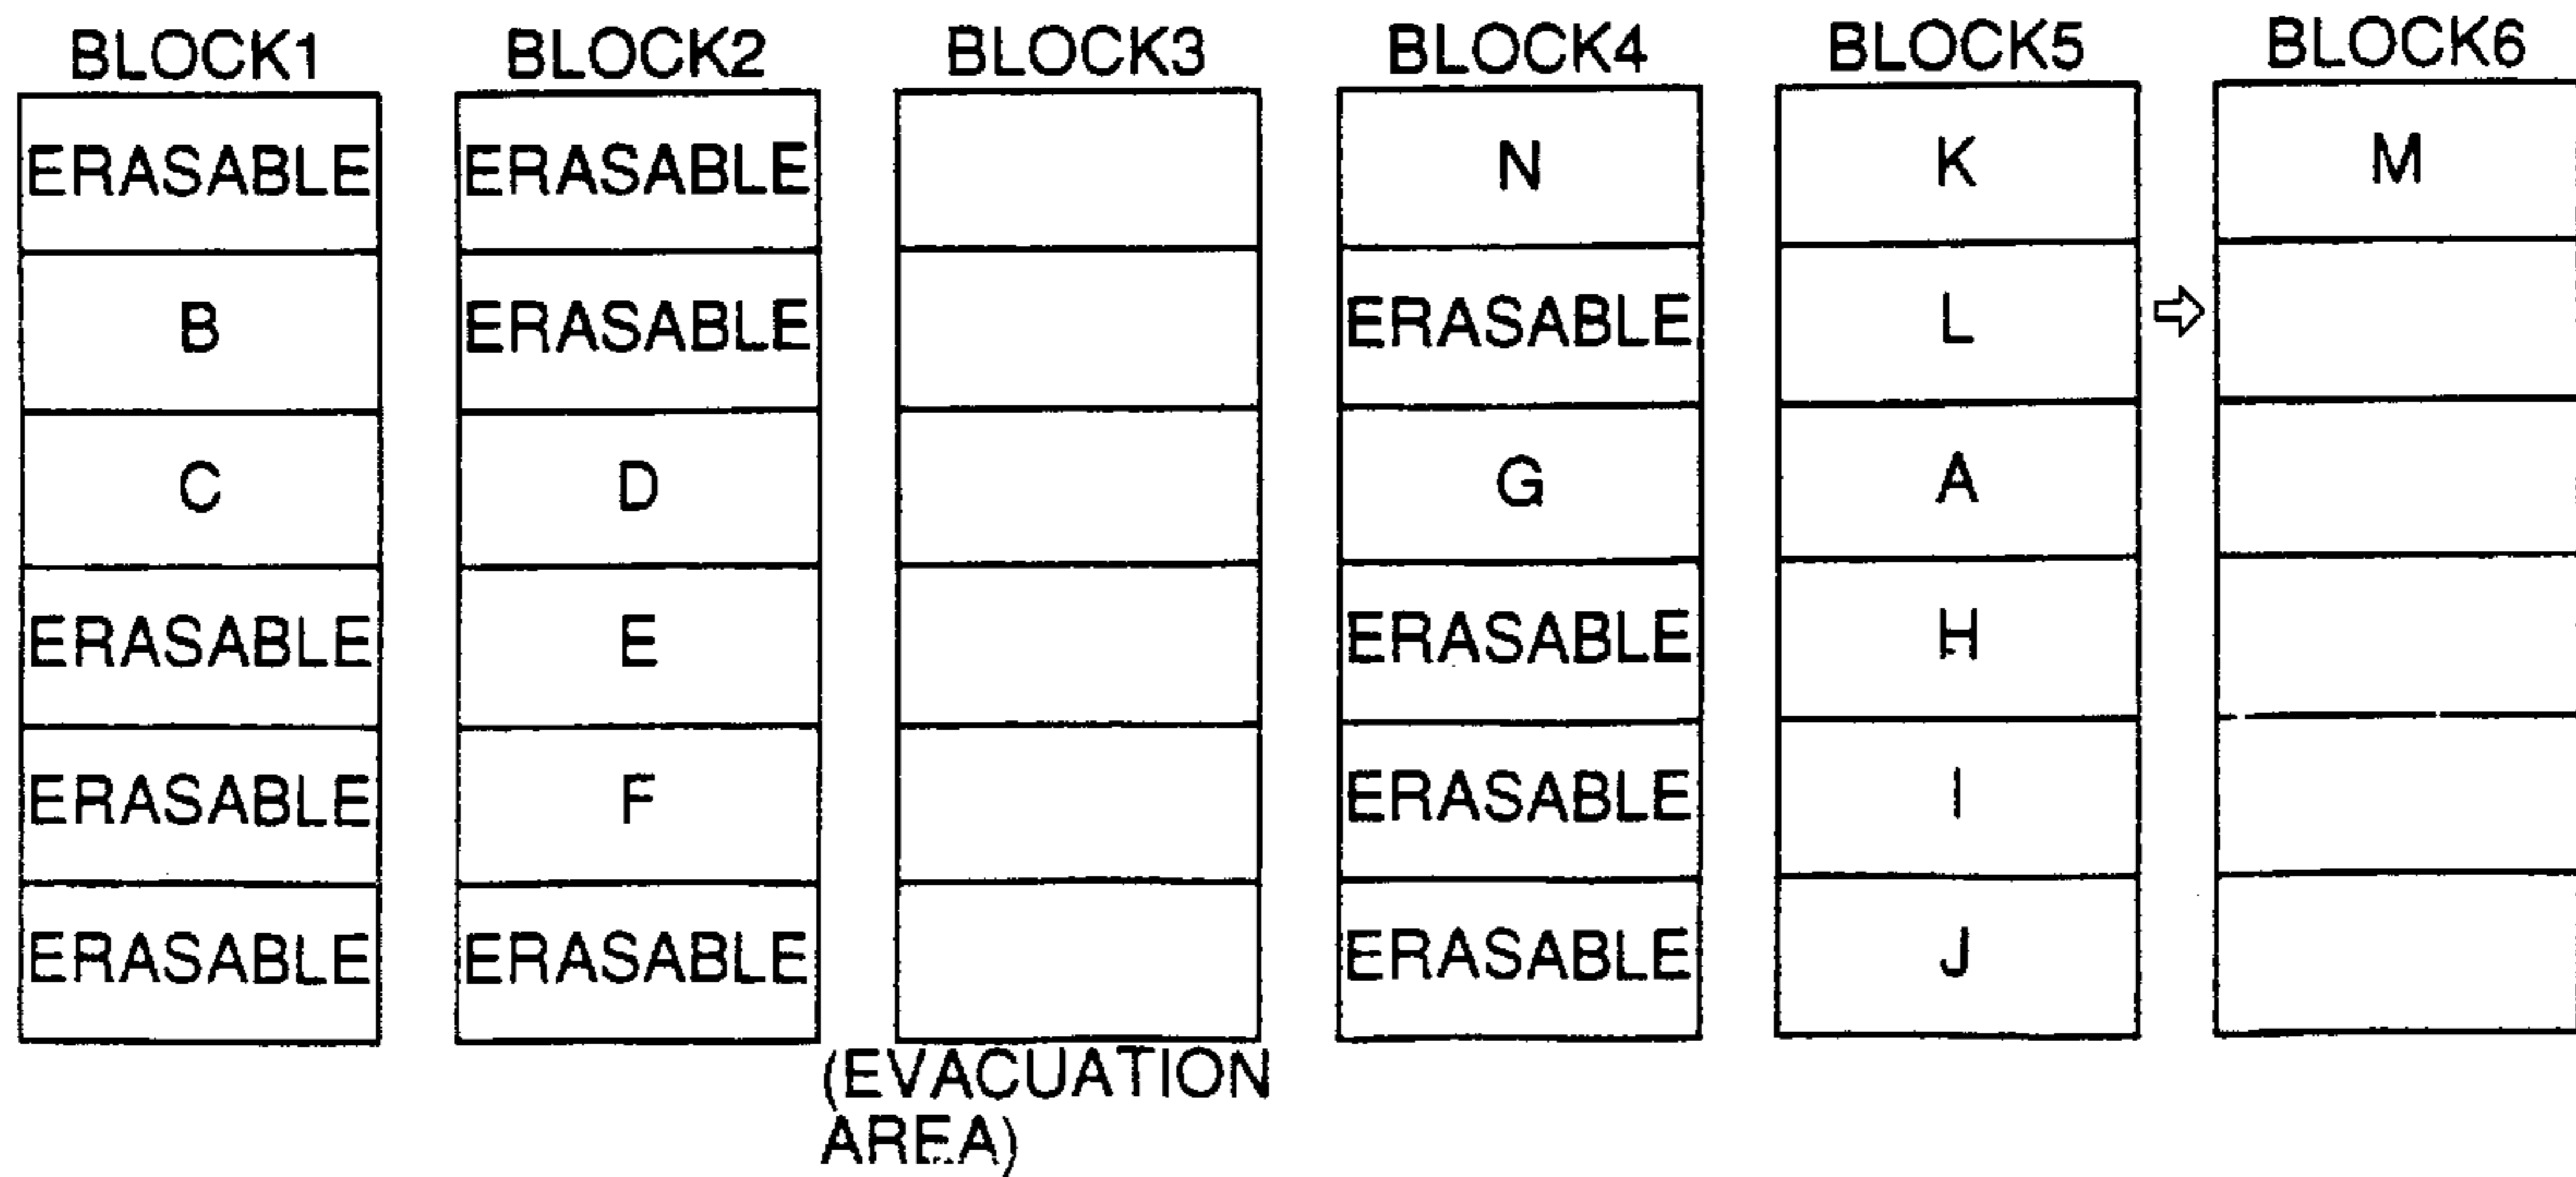 BLOCK1 BLOCK2 BLOCK3 BLOCK4 BLOCK5 BLOCK6
ERASABLE ERASABLE N K M
B ERASABLE ERASABLE L
C D G A
ERASABLE E ERASABLE H
ERASABLE F ERASABLE I
ERASABLE ERASABLE ERASABLE J
(EVACUATION
AREA)